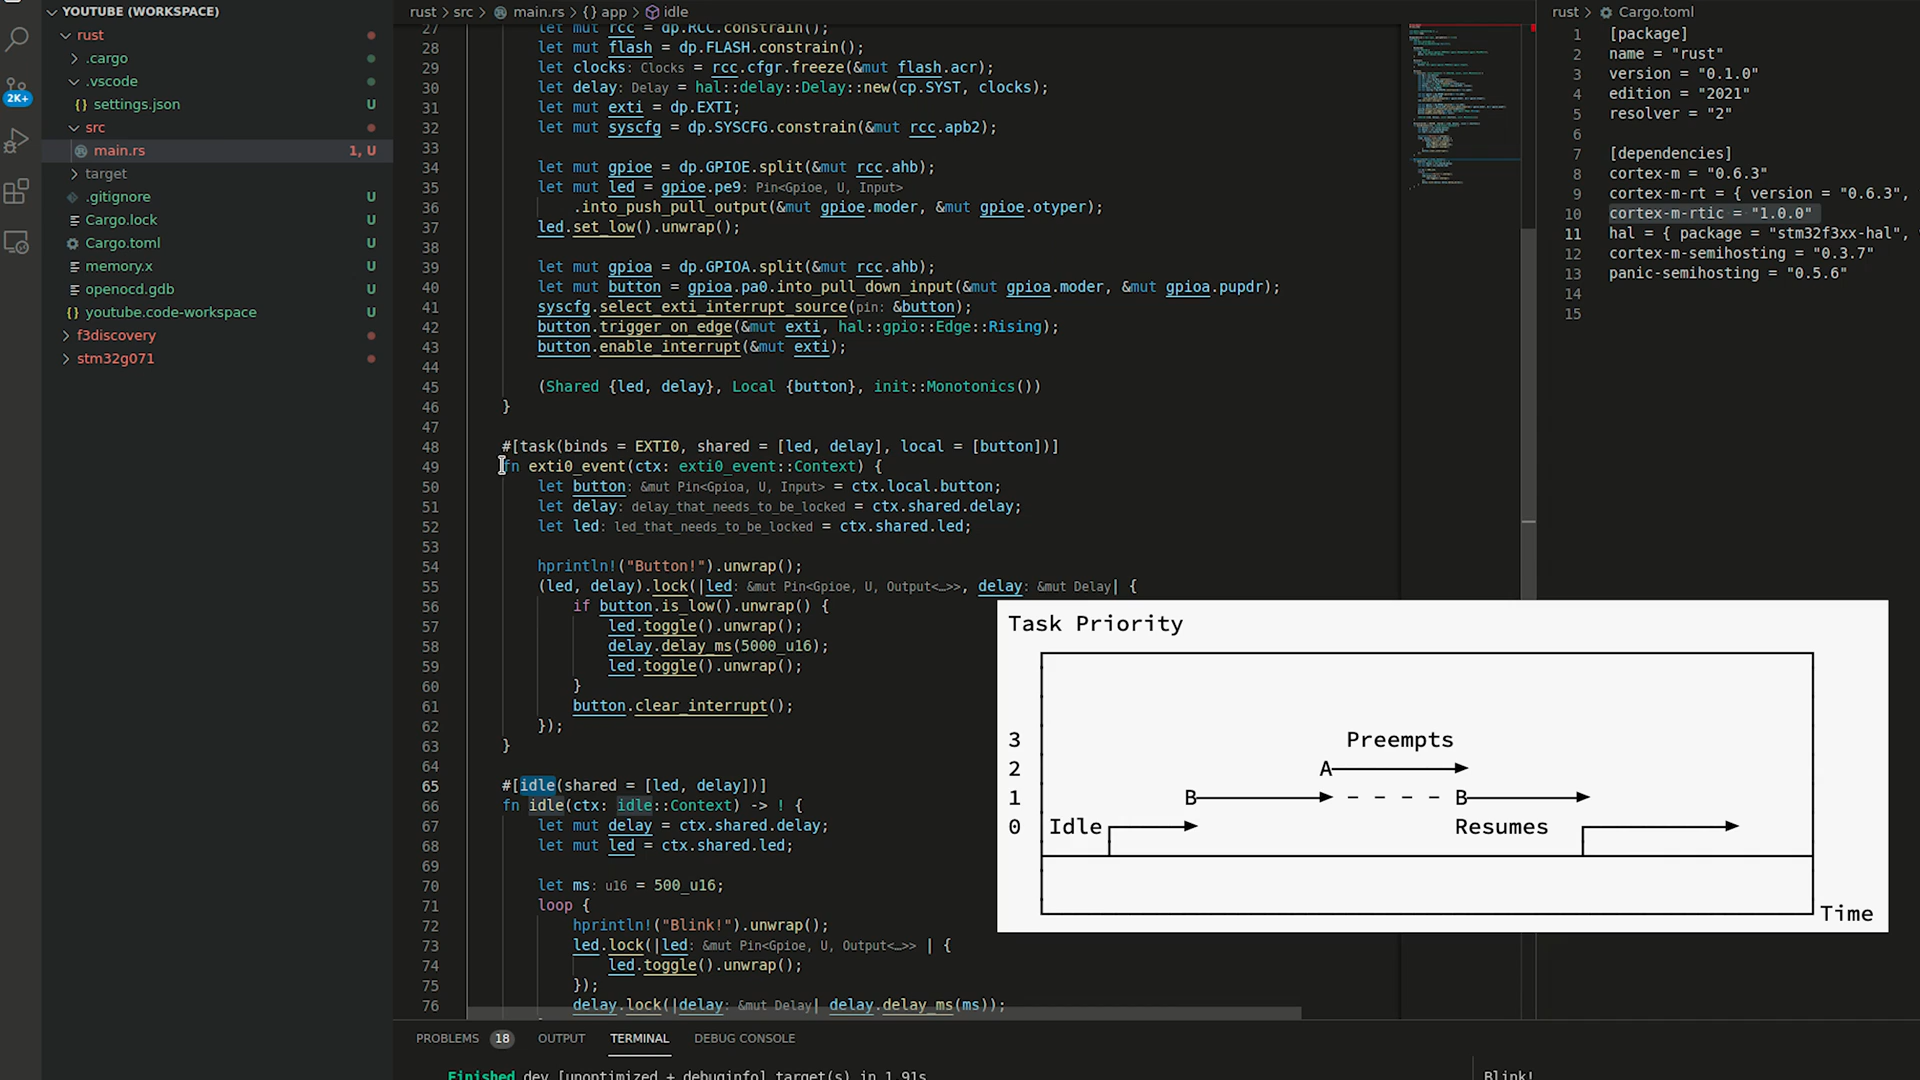 YOUTUBE (WORKSPACE)
rust
.cargo
.vscode
{} settings.json U
src
main.rs 1, U
target
.gitignore U
Cargo.lock U
Cargo.toml U
memory.x U
openocd.gdb U
{} youtube.code-workspace U
f3discovery
stm32g071
2K+
rust > src > main.rs > {} app > idle
27 let mut rcc = dp.RCC.constrain();
28 let mut flash = dp.FLASH.constrain();
29 let clocks: Clocks = rcc.cfgr.freeze(&mut flash.acr);
30 let delay: Delay = hal::delay::Delay::new(cp.SYST, clocks);
31 let mut exti = dp.EXTI;
32 let mut syscfg = dp.SYSCFG.constrain(&mut rcc.apb2);
33
34 let mut gpioe = dp.GPIOE.split(&mut rcc.ahb);
35 let mut led = gpioe.pe9: Pin<Gpioe, U, Input>
36 .into_push_pull_output(&mut gpioe.moder, &mut gpioe.otyper);
37 led.set_low().unwrap();
38
39 let mut gpioa = dp.GPIOA.split(&mut rcc.ahb);
40 let mut button = gpioa.pa0.into_pull_down_input(&mut gpioa.moder, &mut gpioa.pupdr);
41 syscfg.select_exti_interrupt_source(pin: &button);
42 button.trigger_on_edge(&mut exti, hal::gpio::Edge::Rising);
43 button.enable_interrupt(&mut exti);
44
45 (Shared {led, delay}, Local {button}, init::Monotonics())
46 }
47
48 #[task(binds = EXTI0, shared = [led, delay], local = [button])]
49 fn exti0_event(ctx: exti0_event::Context) {
50 let button: &mut Pin<Gpioa, U, Input> = ctx.local.button;
51 let delay: delay_that_needs_to_be_locked = ctx.shared.delay;
52 let led: led_that_needs_to_be_locked = ctx.shared.led;
53
54 hprintln!("Button!").unwrap();
55 (led, delay).lock(|led: &mut Pin<Gpioe, U, Output<…>>, delay: &mut Delay| {
56 if button.is_low().unwrap() {
57 led.toggle().unwrap();
58 delay.delay_ms(5000_u16);
59 led.toggle().unwrap();
60 }
61 button.clear_interrupt();
62 });
63 }
64
65 #[idle(shared = [led, delay])]
66 fn idle(ctx: idle::Context) -> ! {
67 let mut delay = ctx.shared.delay;
68 let mut led = ctx.shared.led;
69
70 let ms: u16 = 500_u16;
71 loop {
72 hprintln!("Blink!").unwrap();
73 led.lock(|led: &mut Pin<Gpioe, U, Output<…>> | {
74 led.toggle().unwrap();
75 });
76 delay.lock(|delay: &mut Delay| delay.delay_ms(ms));
rust > Cargo.toml
1 [package]
2 name = "rust"
3 version = "0.1.0"
4 edition = "2021"
5 resolver = "2"
6
7 [dependencies]
8 cortex-m = "0.6.3"
9 cortex-m-rt = { version = "0.6.3",
10 cortex-m-rtic = "1.0.0"
11 hal = { package = "stm32f3xx-hal",
12 cortex-m-semihosting = "0.3.7"
13 panic-semihosting = "0.5.6"
14
15
Task Priority
3 Preempts
2 A
1 B B
0 Idle Resumes
Time
PROBLEMS 18 OUTPUT TERMINAL DEBUG CONSOLE
Finished dev [unoptimized + debuginfo] target(s) in 1.91s
Blink!